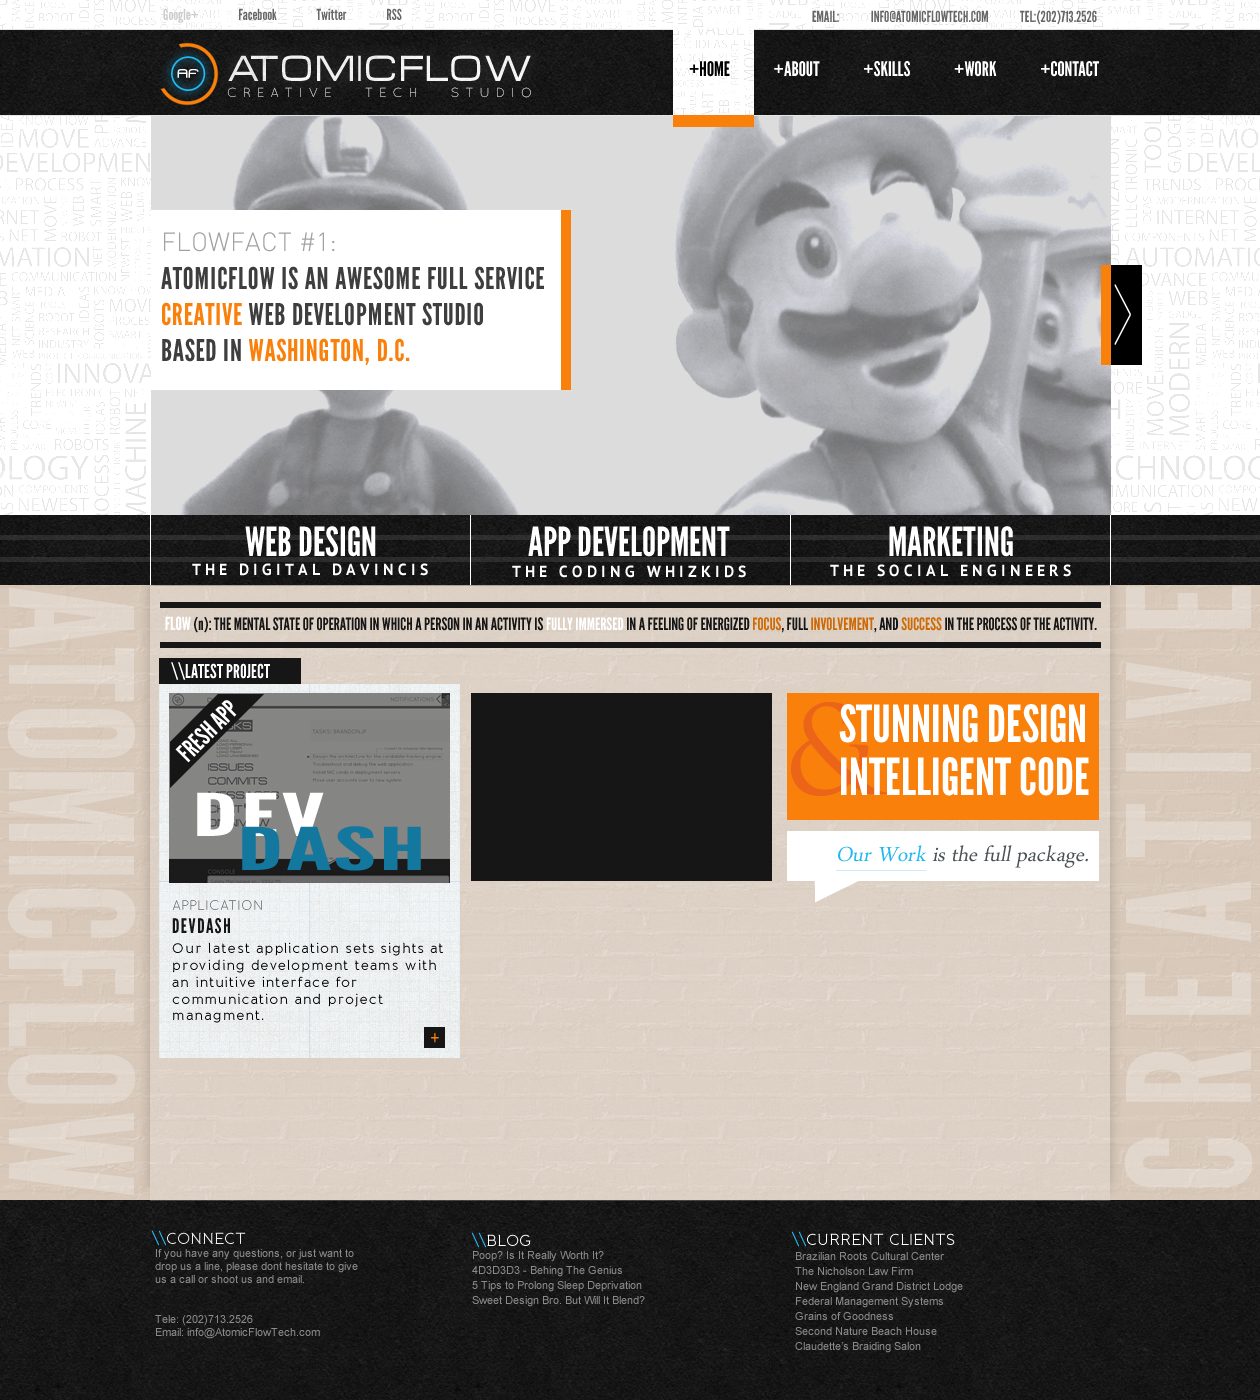 Google+ Facebook Twitter RSS
EMAIL: INFO@ATOMICFLOWTECH.COM TEL:(202)713.2526
AF
ATOMICFLOW
CREATIVE TECH STUDIO
+HOME +ABOUT +SKILLS +WORK +CONTACT
FLOWFACT #1:
ATOMICFLOW IS AN AWESOME FULL SERVICE
CREATIVE WEB DEVELOPMENT STUDIO
BASED IN WASHINGTON, D.C.
WEB DESIGN
THE DIGITAL DAVINCIS
APP DEVELOPMENT
THE CODING WHIZKIDS
MARKETING
THE SOCIAL ENGINEERS
FLOW (n): THE MENTAL STATE OF OPERATION IN WHICH A PERSON IN AN ACTIVITY IS FULLY IMMERSED IN A FEELING OF ENERGIZED FOCUS, FULL INVOLVEMENT, AND SUCCESS IN THE PROCESS OF THE ACTIVITY.
\\LATEST PROJECT
FRESH APP
NOTIFICATIONS
ISSUES
COMMITS
DEV
DASH
CONSOLE
APPLICATION
DEVDASH
Our latest application sets sights at
providing development teams with
an intuitive interface for
communication and project
managment.
+
&
STUNNING DESIGN
INTELLIGENT CODE
Our Work is the full package.
ATOMICFLOW
CREATIVE
\\CONNECT
If you have any questions, or just want to
drop us a line, please dont hesitate to give
us a call or shoot us and email.
Tele: (202)713.2526
Email: info@AtomicFlowTech.com
\\BLOG
Poop? Is It Really Worth It?
4D3D3D3 - Behing The Genius
5 Tips to Prolong Sleep Deprivation
Sweet Design Bro. But Will It Blend?
\\CURRENT CLIENTS
Brazilian Roots Cultural Center
The Nicholson Law Firm
New England Grand District Lodge
Federal Management Systems
Grains of Goodness
Second Nature Beach House
Claudette's Braiding Salon